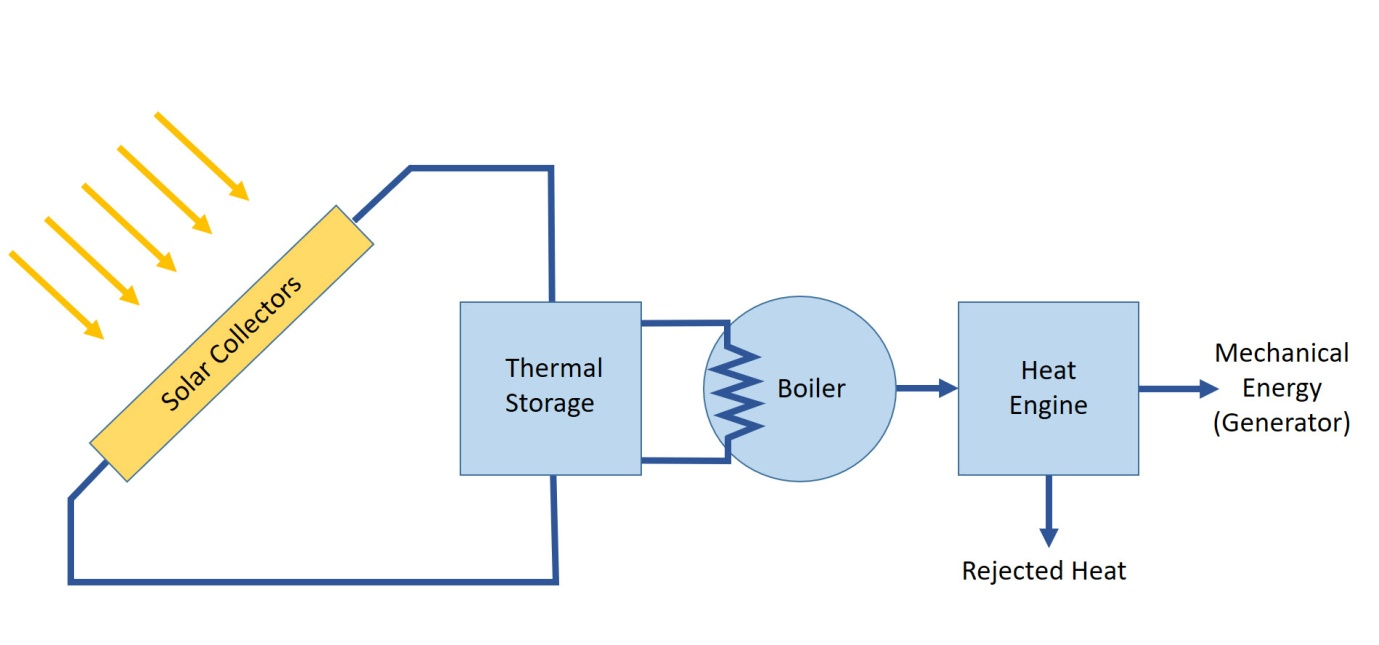 Solar Collectors
Thermal
Storage
Boiler
Heat
Engine
Mechanical
Energy
(Generator)
Rejected Heat